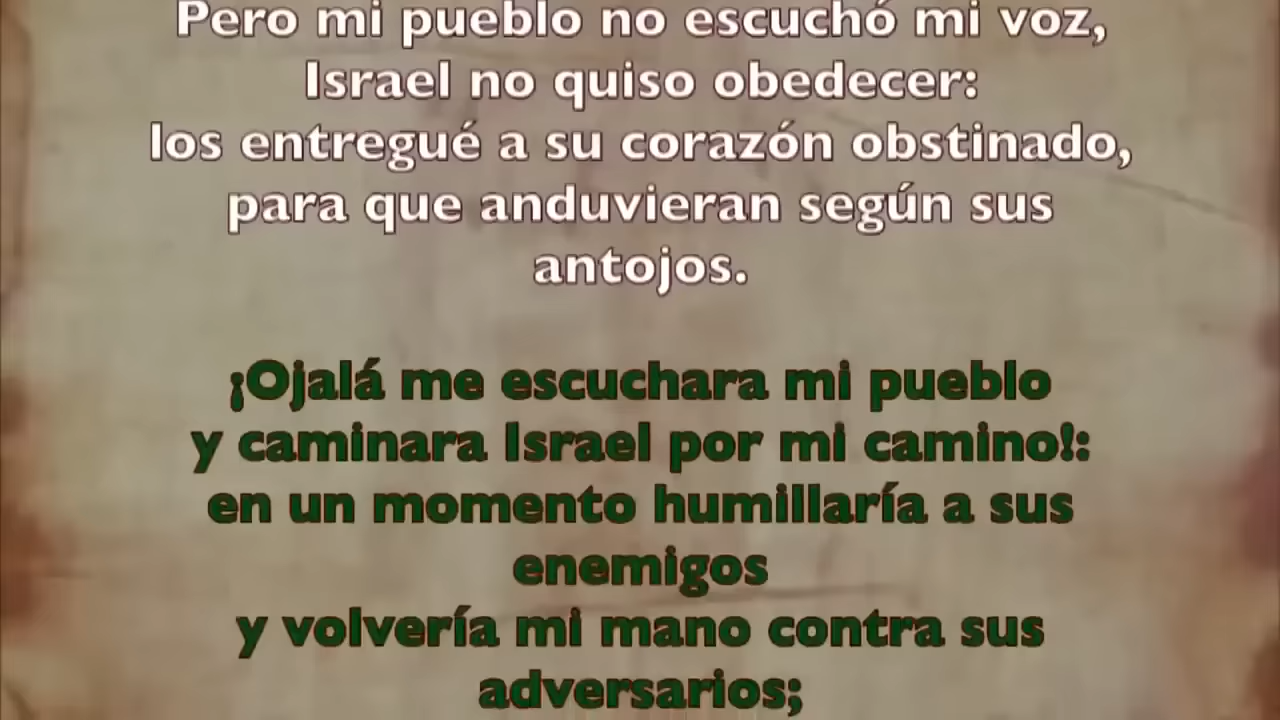 Pero mi pueblo no escuchó mi voz,
Israel no quiso obedecer:
los entregué a su corazón obstinado,
para que anduvieran según sus
antojos.
¡Ojalá me escuchara mi pueblo
y caminara Israel por mi camino!:
en un momento humillaría a sus
enemigos
y volvería mi mano contra sus
adversarios;